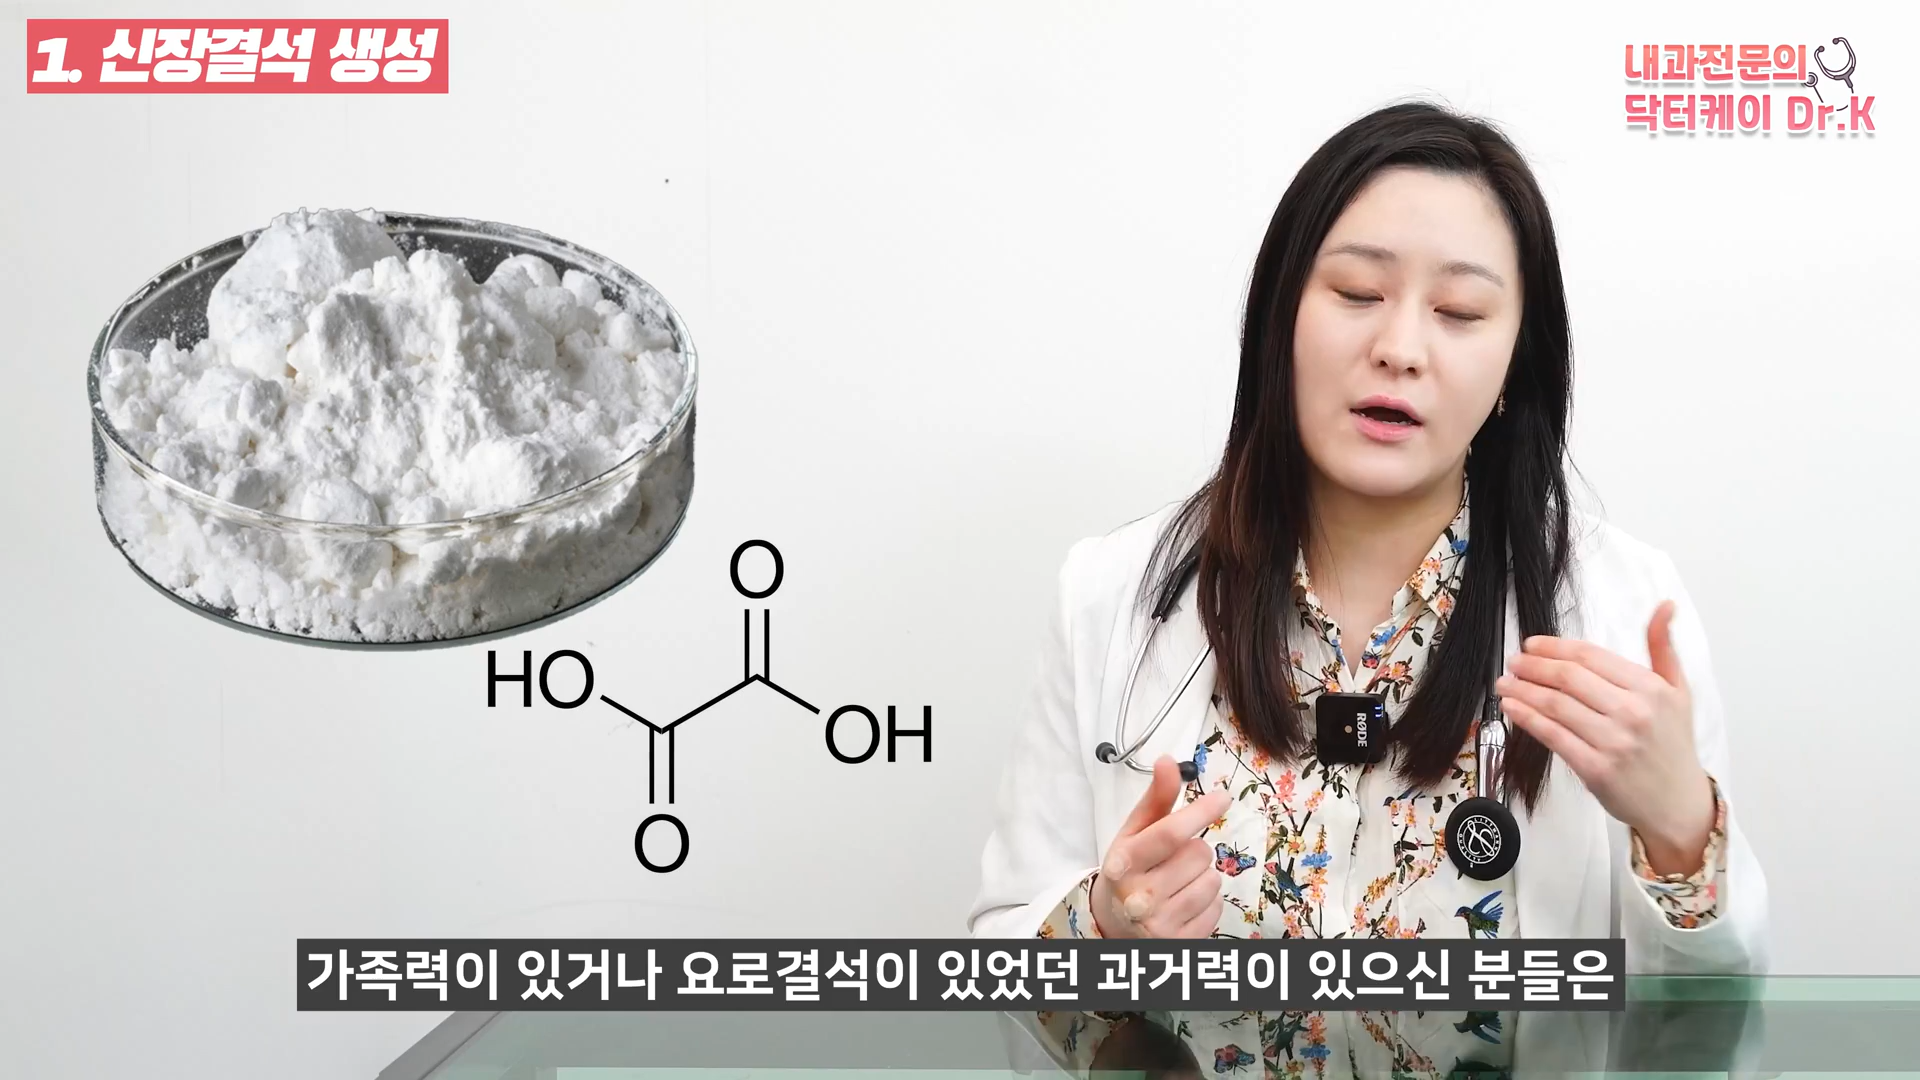 1. 신장결석 생성
내과전문의
닥터케이 Dr.K
O
HO
OH
O
RØDE
가족력이 있거나 요로결석이 있었던 과거력이 있으신 분들은